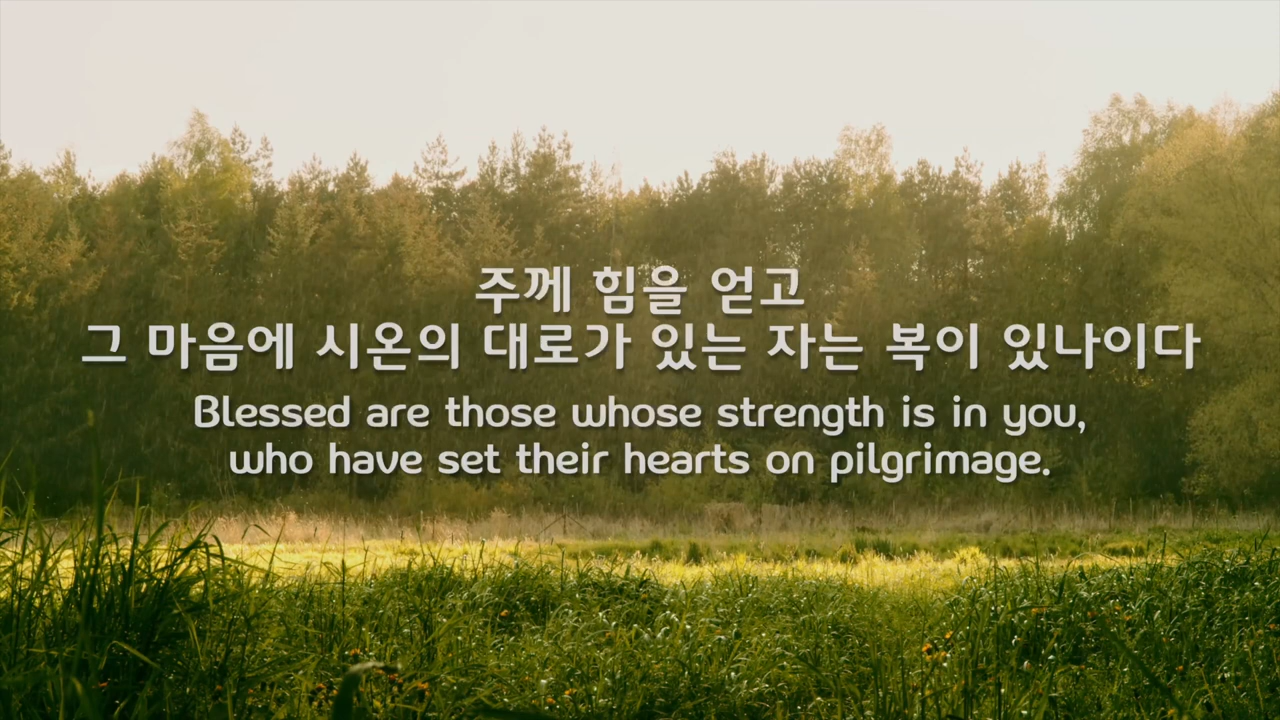 주께 힘을 얻고
그 마음에 시온의 대로가 있는 자는 복이 있나이다
Blessed are those whose strength is in you,
who have set their hearts on pilgrimage.